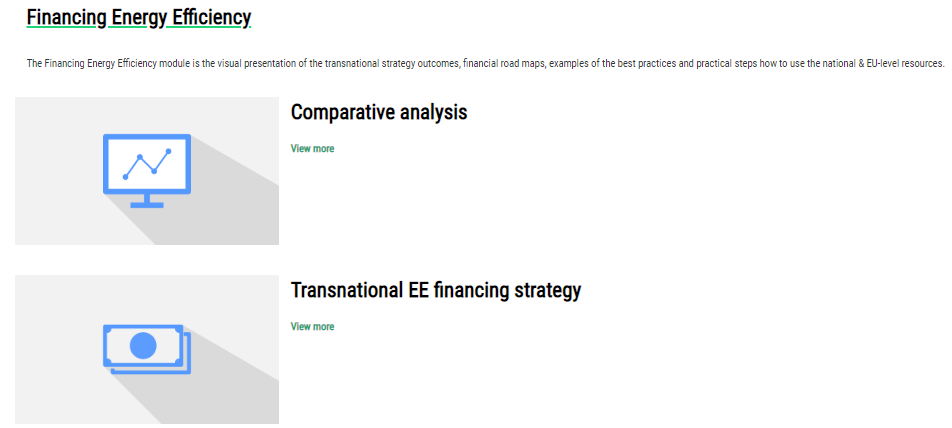 Financing Energy Efficiency
The Financing Energy Efficiency module is the visual presentation of the transnational strategy outcomes, financial road maps, examples of the best practices and practical steps how to use the national & EU-level resources.
Comparative analysis
View more
Transnational EE financing strategy
View more